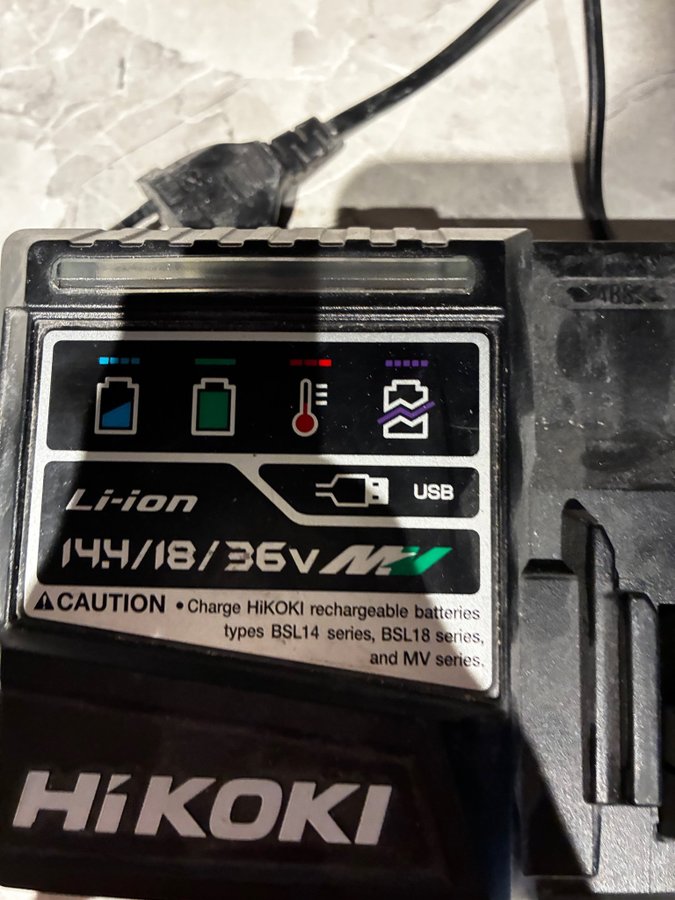 USB
Li-ion
14.4/18/36V MV
⚠CAUTION •Charge HiKOKI rechargeable batteries
types BSL14 series, BSL18 series,
and MV series.
HiKOKI